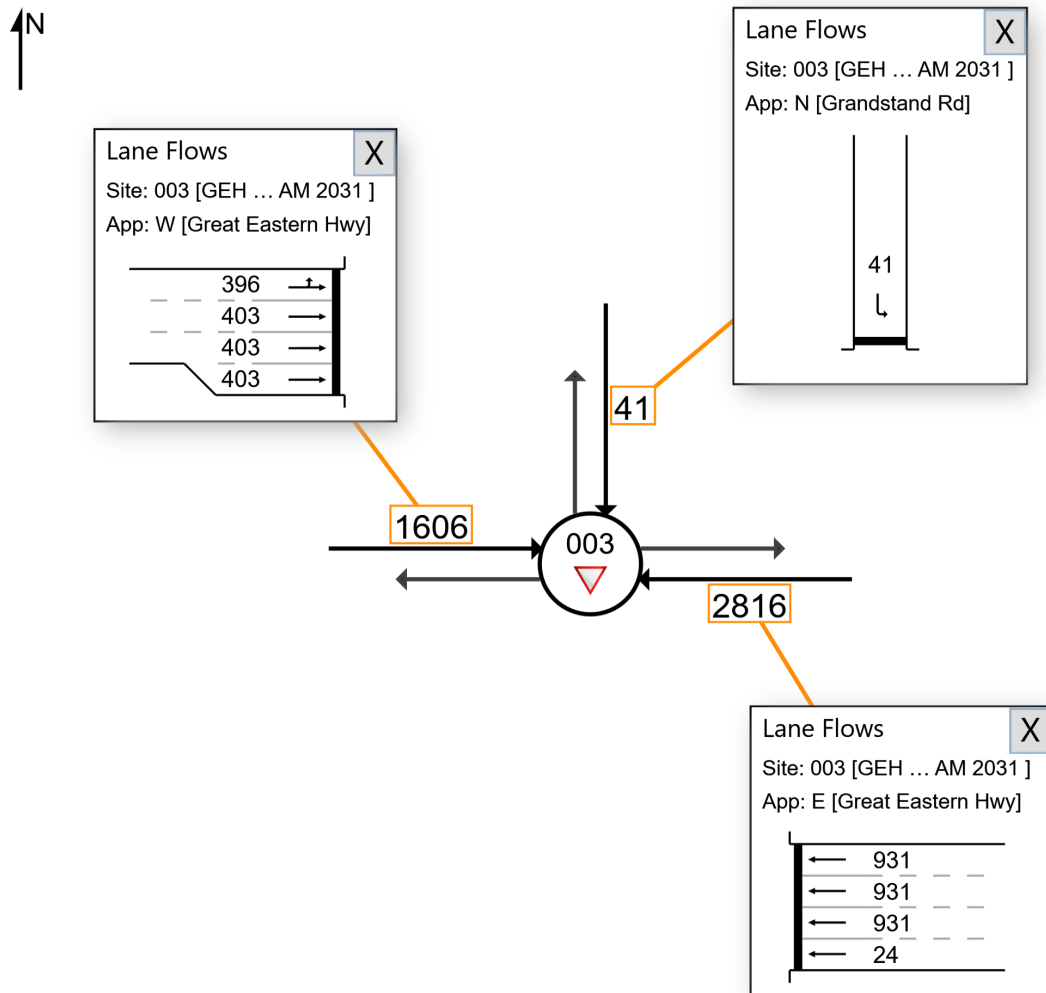 N
Lane Flows X
Site: 003 [GEH ... AM 2031 ]
App: N [Grandstand Rd]
41
Lane Flows X
Site: 003 [GEH ... AM 2031 ]
App: W [Great Eastern Hwy]
396
403
403
403
41
1606
003
2816
Lane Flows X
Site: 003 [GEH ... AM 2031 ]
App: E [Great Eastern Hwy]
931
931
931
24